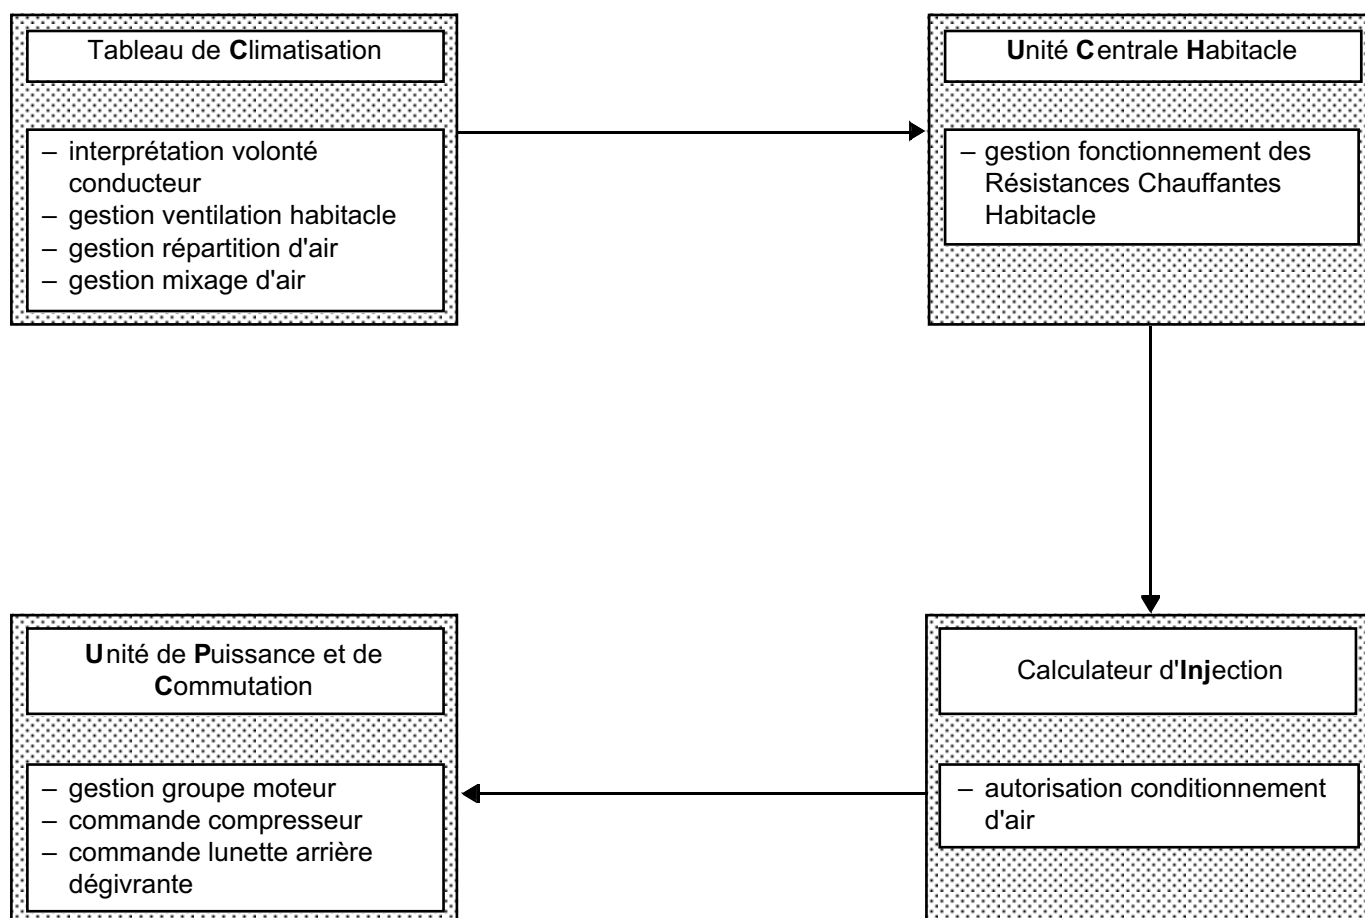 Tableau de Climatisation
– interprétation volonté
conducteur
– gestion ventilation habitacle
– gestion répartition d'air
– gestion mixage d'air
Unité Centrale Habitacle
– gestion fonctionnement des
Résistances Chauffantes
Habitacle
Unité de Puissance et de
Commutation
– gestion groupe moteur
– commande compresseur
– commande lunette arrière
dégivrante
Calculateur d'Injection
– autorisation conditionnement
d'air